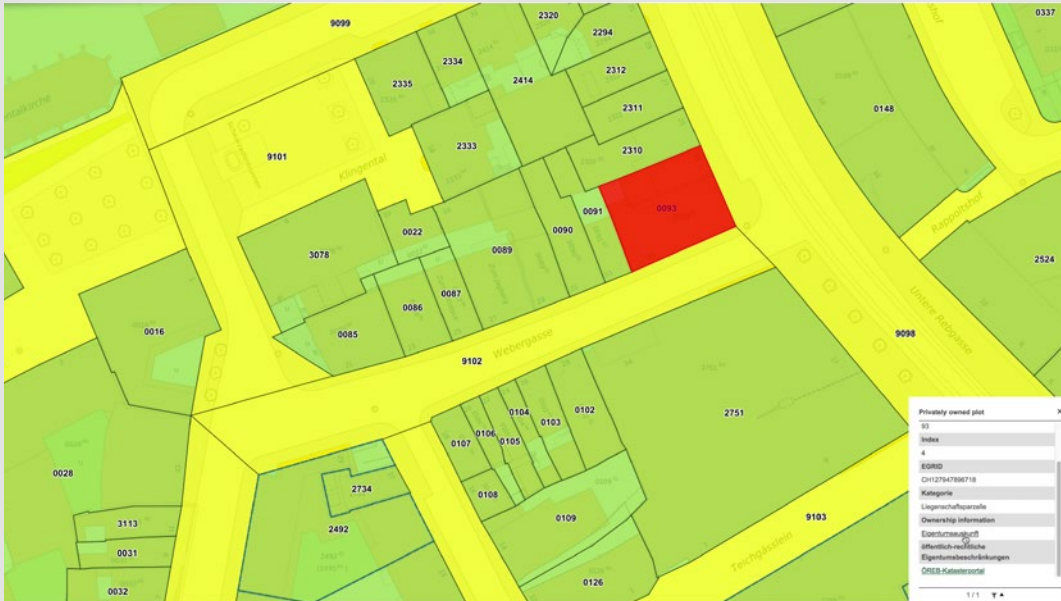 9099
2320
2294
0337
2334
2335
2414
2312
2311
0148
2333
2310
9101
Klingental
0093
0091
Rappoltshof
0022
0090
0089
3078
2524
0087
0086
Untere Rebgasse
0016
0085
9098
9102
Webergasse
0104
0102
0103
2751
0106
0105
0107
0028
2734
0108
2492
0109
9103
3113
0031
Teichgässlein
0032
0126
Privately owned plot
93
Index
4
EGRID
CH127947896718
Kategorie
Liegenschaftsparzelle
Ownership information
Eigentumsauskunft
öffentlich-rechtliche
Eigentumsbeschränkungen
ÖREB-Katasterportal
1/1